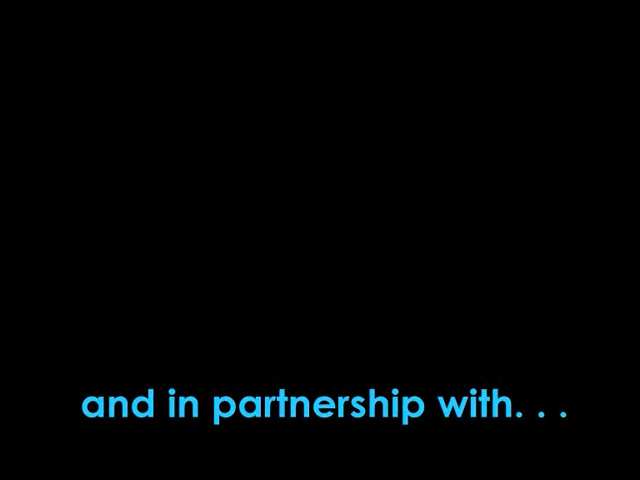 and in partnership with. . .